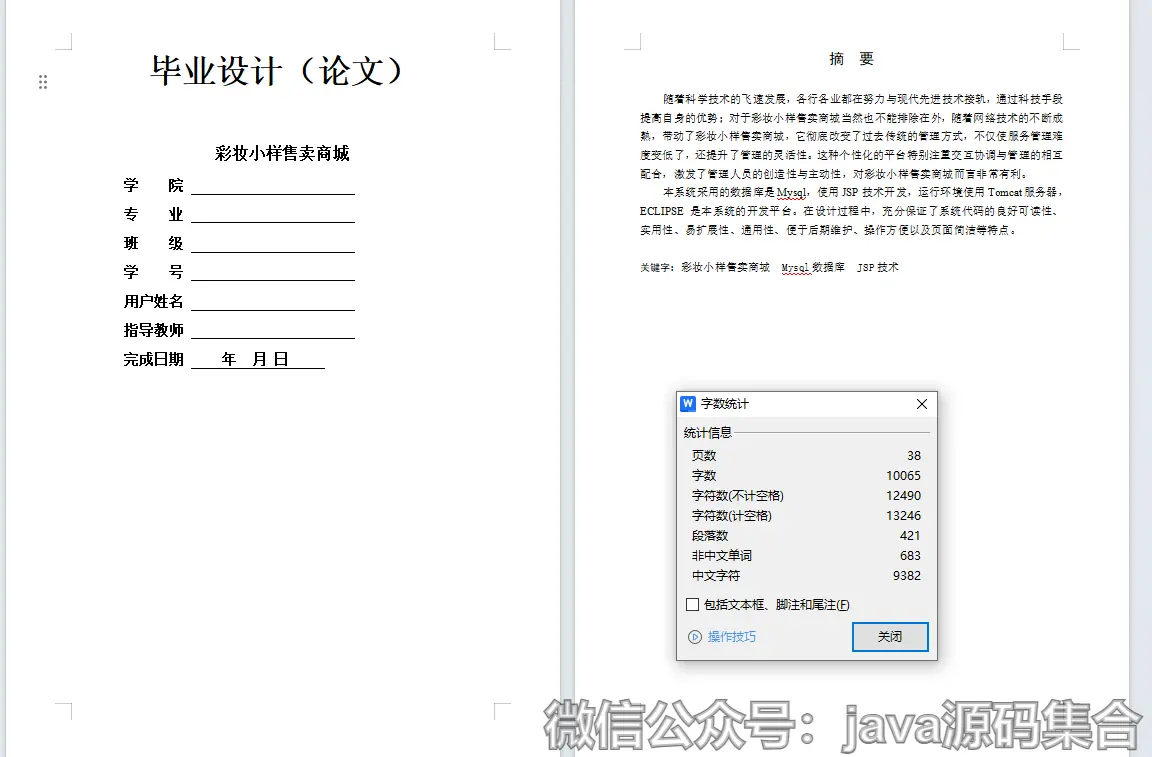 毕业设计（论文）
彩妆小样售卖商城
学 院
专 业
班 级
学 号
用户姓名
指导教师
完成日期 年 月 日
摘 要
随着科学技术的飞速发展，各行各业都在努力与现代先进技术接轨，通过科技手段
提高自身的优势；对于彩妆小样售卖商城当然也不能排除在外，随着网络技术的不断成
熟，带动了彩妆小样售卖商城，它彻底改变了过去传统的管理方式，不仅使服务管理难
度变低了，还提升了管理的灵活性。这种个性化的平台特别注重交互协调与管理的相互
配合，激发了管理人员的创造性与主动性，对彩妆小样售卖商城而言非常有利。
本系统采用的数据库是Mysql，使用 JSP 技术开发，运行环境使用 Tomcat 服务器，
ECLIPSE 是本系统的开发平台。在设计过程中，充分保证了系统代码的良好可读性、
实用性、易扩展性、通用性、便于后期维护、操作方便以及页面简洁等特点。
关键字：彩妆小样售卖商城 Mysql 数据库 JSP 技术
W 字数统计
统计信息
页数 38
字数 10065
字符数(不计空格) 12490
字符数(计空格) 13246
段落数 421
非中文单词 683
中文字符 9382
包括文本框、脚注和尾注(F)
操作技巧 关闭
微信公众号：java源码集合